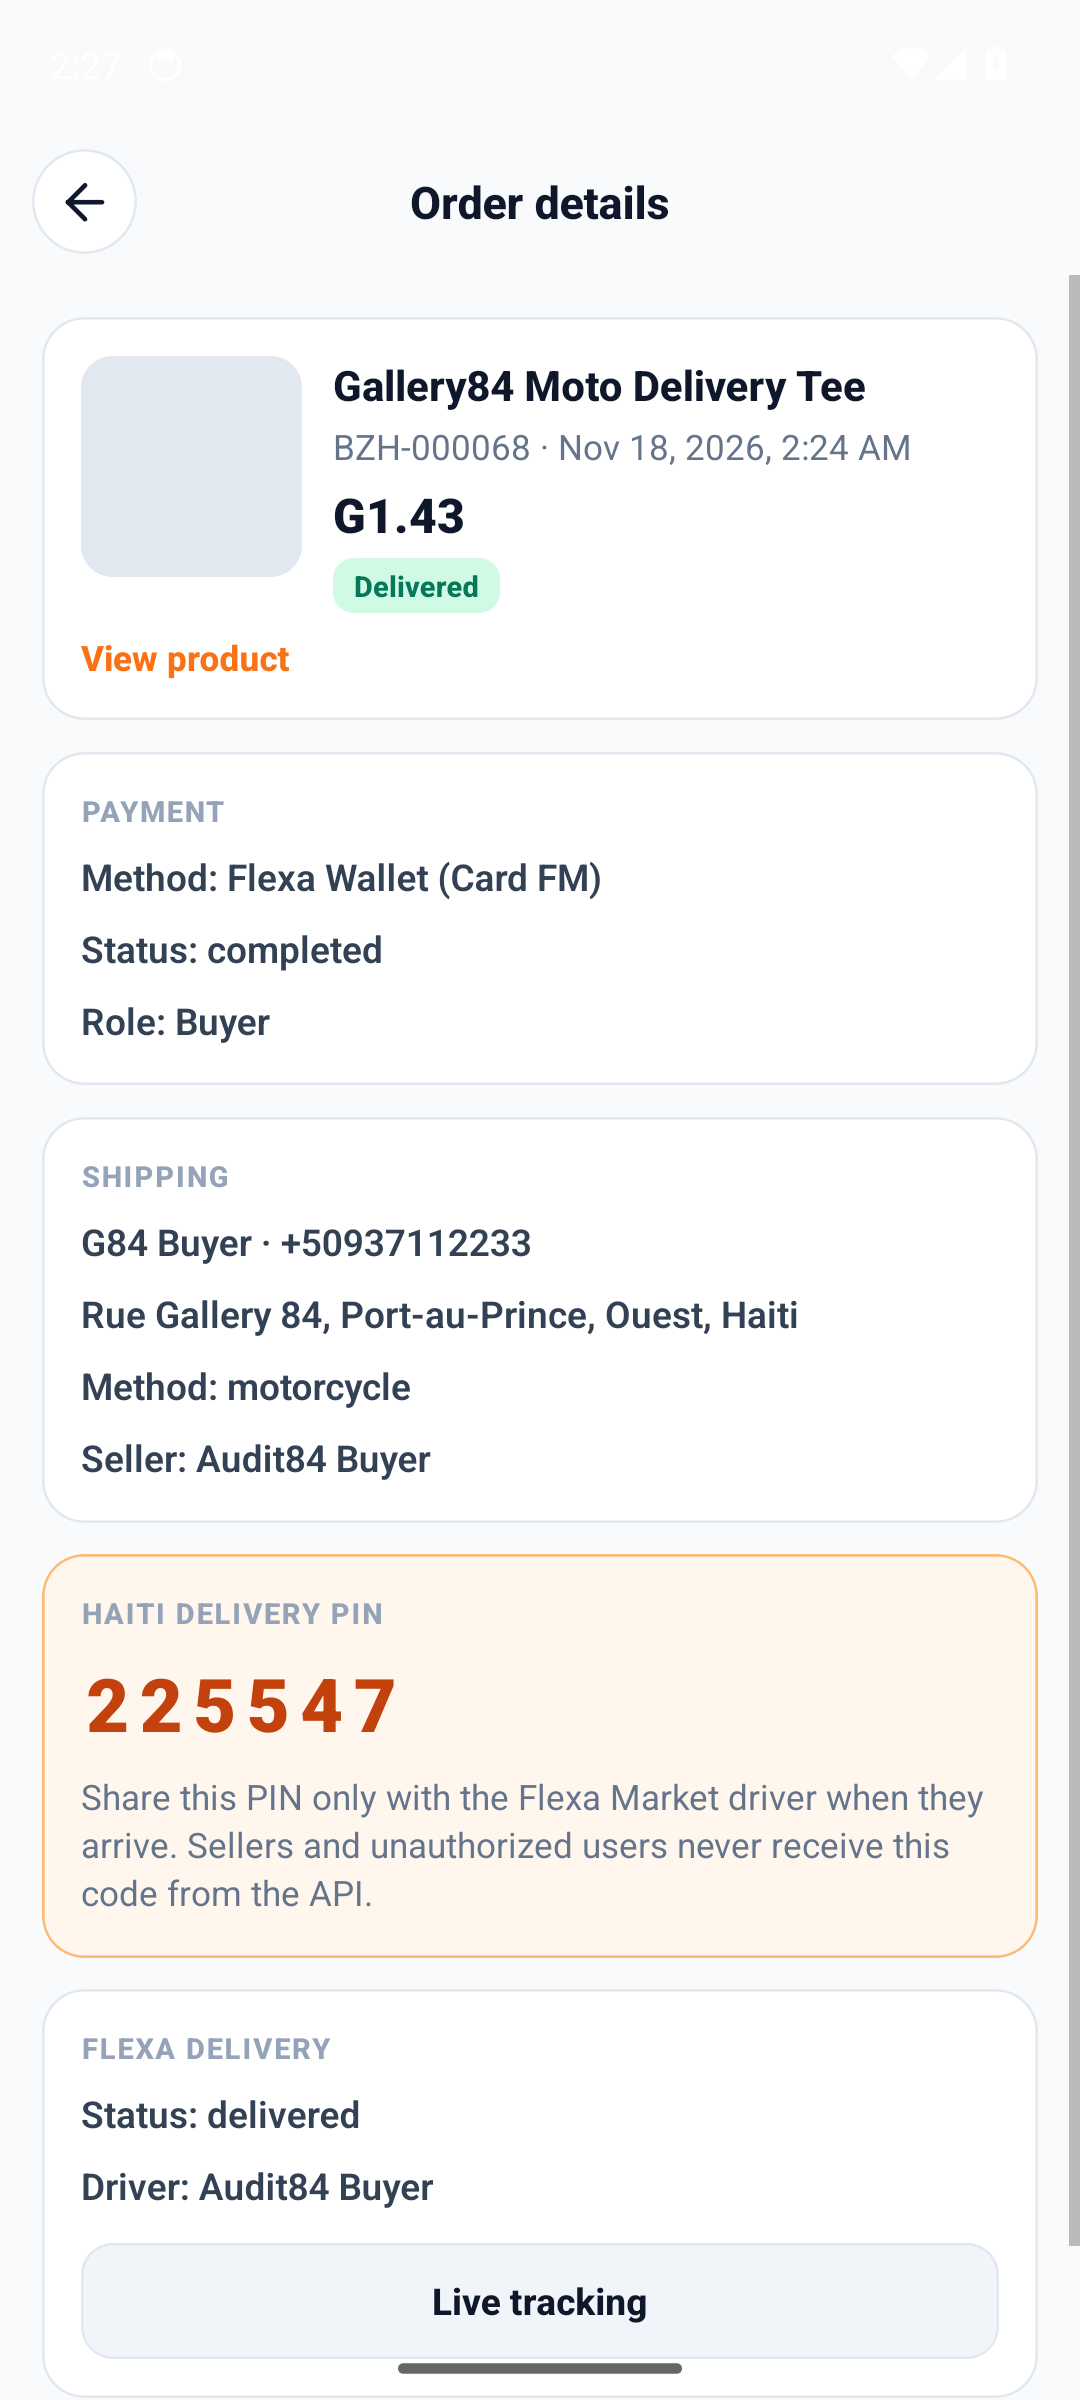 2:27
Order details
Gallery84 Moto Delivery Tee
BZH-000068 · Nov 18, 2026, 2:24 AM
G1.43
Delivered
View product
PAYMENT
Method: Flexa Wallet (Card FM)
Status: completed
Role: Buyer
SHIPPING
G84 Buyer · +50937112233
Rue Gallery 84, Port-au-Prince, Ouest, Haiti
Method: motorcycle
Seller: Audit84 Buyer
HAITI DELIVERY PIN
225547
Share this PIN only with the Flexa Market driver when they
arrive. Sellers and unauthorized users never receive this
code from the API.
FLEXA DELIVERY
Status: delivered
Driver: Audit84 Buyer
Live tracking